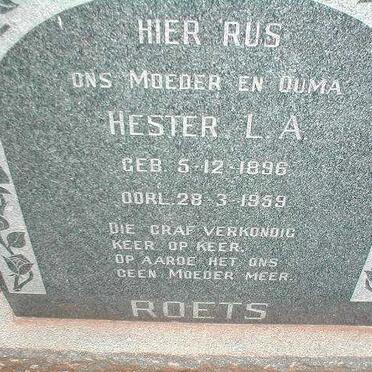 HIER RUS
ONS MOEDER EN OUMA
HESTER. L. A.
GEB. 5-12-1896
OORL. 28-3-1959
DIE GRAF VERKONDIG
KEER OP KEER.
OP AARDE HET ONS
GEEN MOEDER MEER.
ROETS